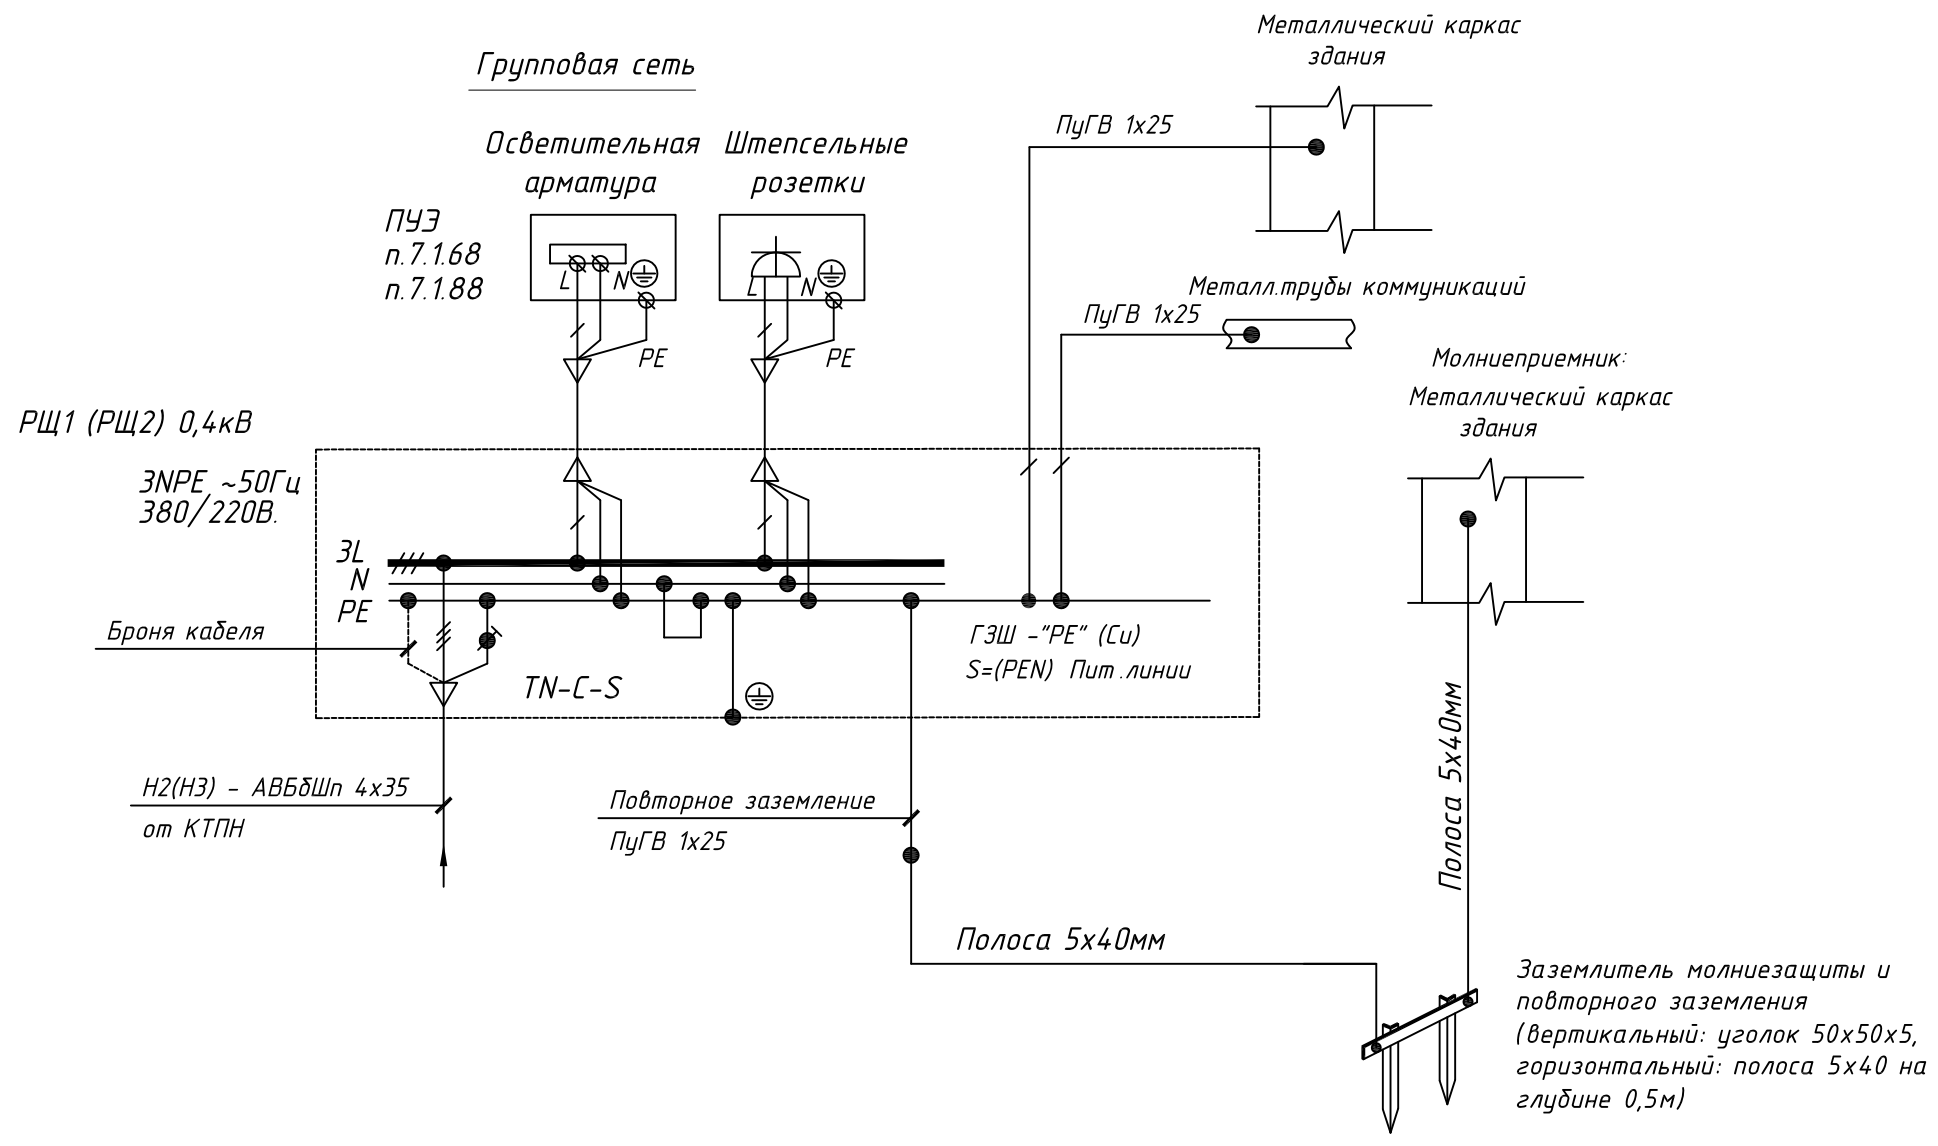 Групповая сеть
Осветительная
арматура
Штепсельные
розетки
ПУЭ
п.7.1.68
п.7.1.88
L
N
PE
L
N
PE
Металлический каркас
здания
ПуГВ 1х25
Металл.трубы коммуникаций
ПуГВ 1х25
Молниеприемник:
Металлический каркас
здания
РЩ1 (РЩ2) 0,4кВ
3NPE ~50Гц
380/220В.
3L
N
PE
Броня кабеля
TN-C-S
ГЗШ -"РЕ" (Cu)
S=(PEN) Пит.линии
Н2(Н3) - АВБбШп 4х35
от КТПН
Повторное заземление
ПуГВ 1х25
Полоса 5х40мм
Полоса 5х40мм
Заземлитель молниезащиты и
повторного заземления
(вертикальный: уголок 50х50х5,
горизонтальный: полоса 5х40 на
глубине 0,5м)